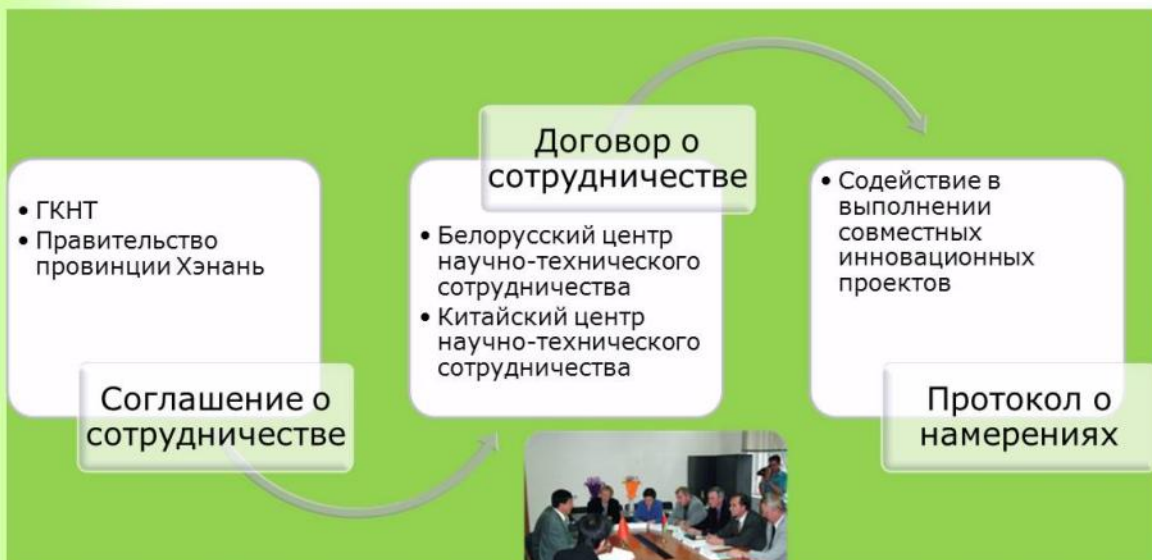 • ГКНТ
• Правительство
провинции Хэнань
Соглашение о
сотрудничестве
Договор о
сотрудничестве
• Белорусский центр
научно-технического
сотрудничества
• Китайский центр
научно-технического
сотрудничества
• Содействие в
выполнении
совместных
инновационных
проектов
Протокол о
намерениях